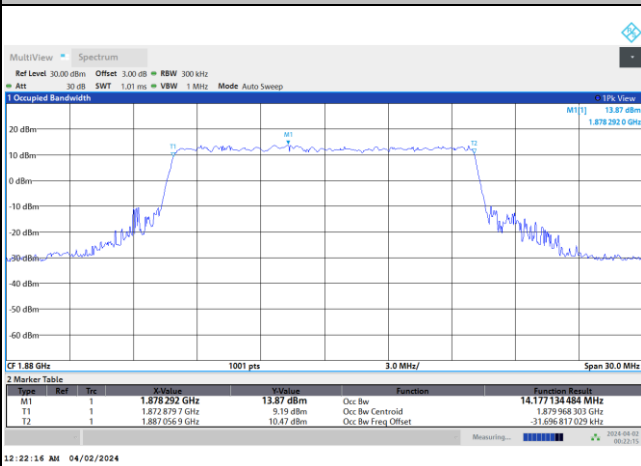 MultiView Spectrum
Ref Level 30.00 dBm Offset 3.00 dB RBW 300 kHz
Att 30 dB SWT 1.01 ms VBW 1 MHz Mode Auto Sweep
1 Occupied Bandwidth 1Pk View
M1[1] 13.87 dBm
1.878 292 0 GHz
20 dBm
M1
T1 T2
10 dBm
0 dBm
-10 dBm
-20 dBm
-30 dBm
-40 dBm
-50 dBm
-60 dBm
CF 1.88 GHz 1001 pts 3.0 MHz/ Span 30.0 MHz
2 Marker Table
Type Ref Trc X-Value Y-Value Function Function Result
M1 1 1.878 292 GHz 13.87 dBm Occ Bw 14.177 134 484 MHz
T1 1 1.872 879 7 GHz 9.19 dBm Occ Bw Centroid 1.879 968 303 GHz
T2 1 1.887 056 9 GHz 10.47 dBm Occ Bw Freq Offset -31.696 817 029 kHz
Measuring... 2024-04-02
00:22:15
12:22:16 AM 04/02/2024